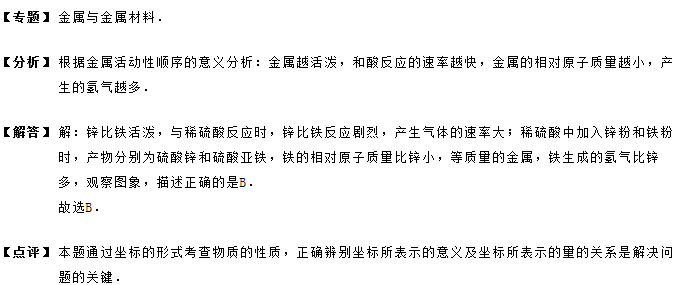 【专题】金属与金属材料．
【分析】根据金属活动性顺序的意义分析：金属越活泼，和酸反应的速率越快，金属的相对原子质量越小，产
生的氢气越多．
【解答】解：锌比铁活泼，与稀硫酸反应时，锌比铁反应剧烈，产生气体的速率大；稀硫酸中加入锌粉和铁粉
时，产物分别为硫酸锌和硫酸亚铁，铁的相对原子质量比锌小，等质量的金属，铁生成的氢气比锌
多，观察图象，描述正确的是B．
故选B．
【点评】本题通过坐标的形式考查物质的性质，正确辨别坐标所表示的意义及坐标所表示的量的关系是解决问
题的关键．